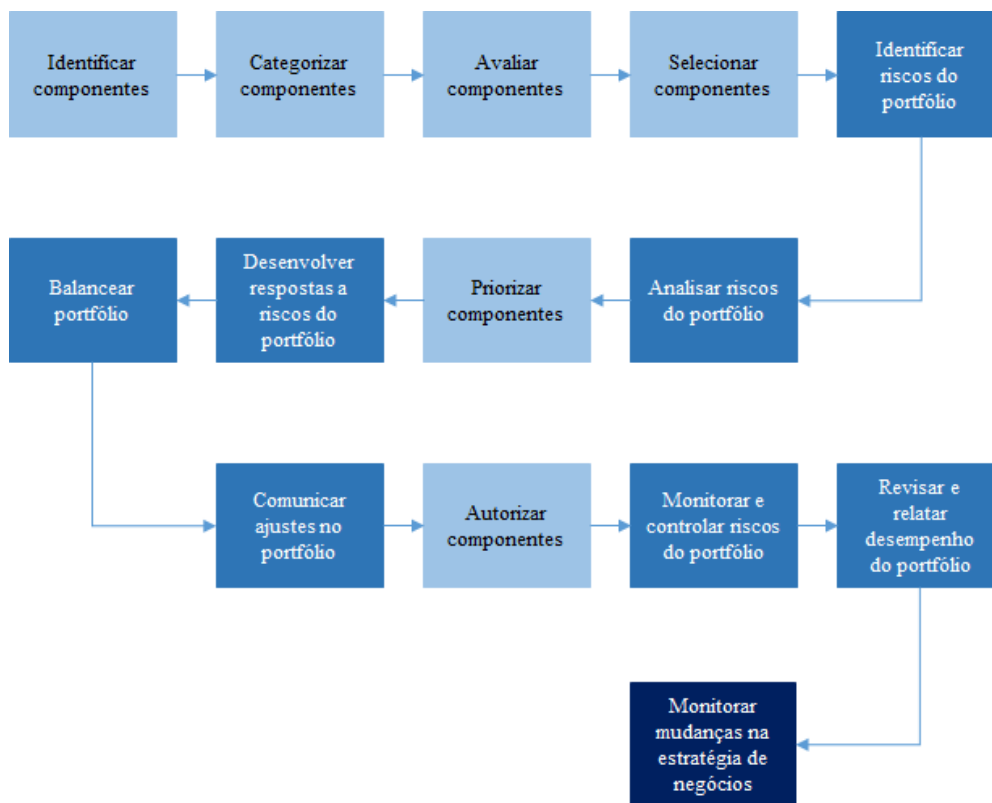 Identificar
componentes
Categorizar
componentes
Avaliar
componentes
Selecionar
componentes
Identificar
riscos do
portfólio
Analisar riscos
do portfólio
Priorizar
componentes
Desenvolver
respostas a
riscos do
portfólio
Balancear
portfólio
Comunicar
ajustes no
portfólio
Autorizar
componentes
Monitorar e
controlar riscos
do portfólio
Revisar e
relatar
desempenho
do portfólio
Monitorar
mudanças na
estratégia de
negócios